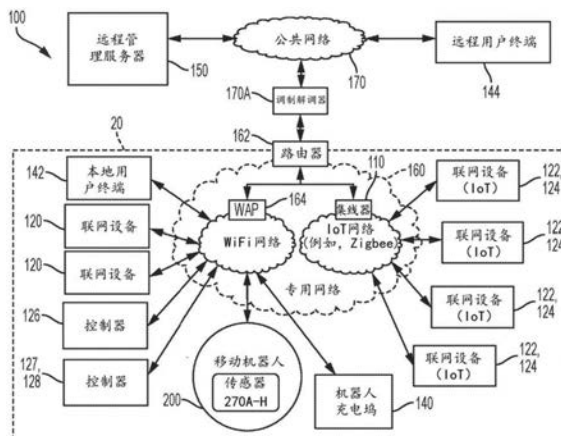 100
远程管
理服务器
150
公共网络
170
远程用户终端
144
170A
调制解调器
20
162
路由器
142
本地用
户终端
110
160
WAP
164
集线器
联网设备
(IoT)
122,
124
120
联网设备
WiFi网络
IoT网络
(例如, Zigbee)
联网设备
(IoT)
122,
124
120
联网设备
专用网络
126
控制器
联网设备
(IoT)
122,
124
127,
128
控制器
移动机器人
传感器
270A-H
200
机器人
充电坞
140
联网设备
(IoT)
122,
124